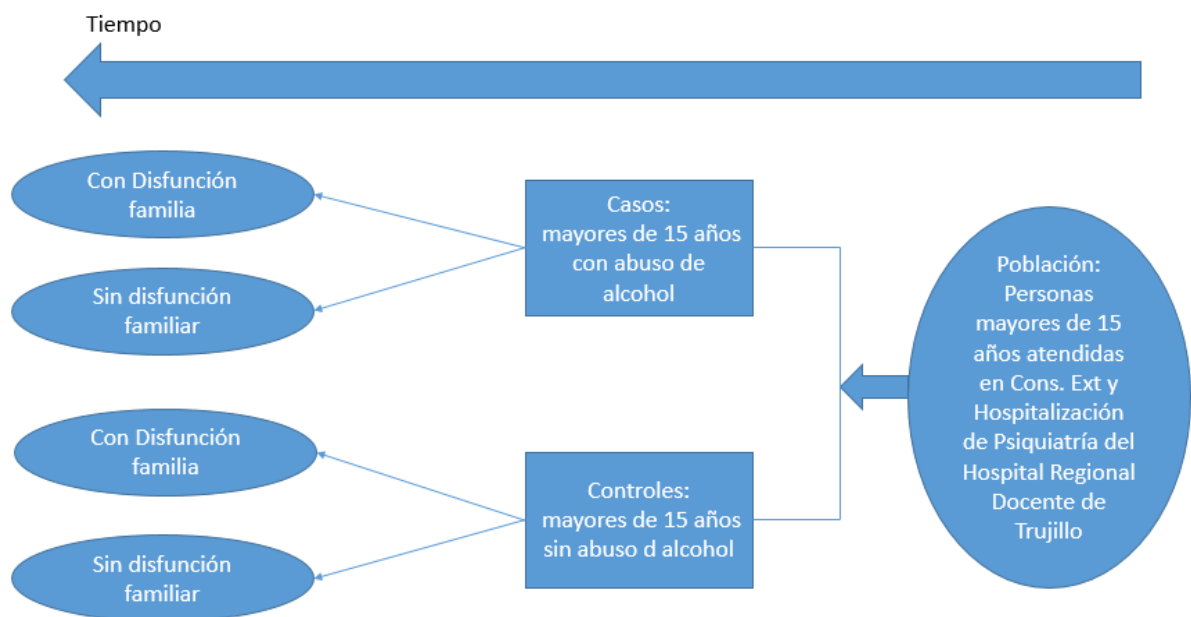 Tiempo
Con Disfunción
familia
Sin disfunción
familiar
Con Disfunción
familia
Sin disfunción
familiar
Casos:
mayores de 15 años
con abuso de
alcohol
Controles:
mayores de 15 años
sin abuso d alcohol
Población:
Personas
mayores de 15
años atendidas
en Cons. Ext y
Hospitalización
de Psiquiatría del
Hospital Regional
Docente de
Trujillo